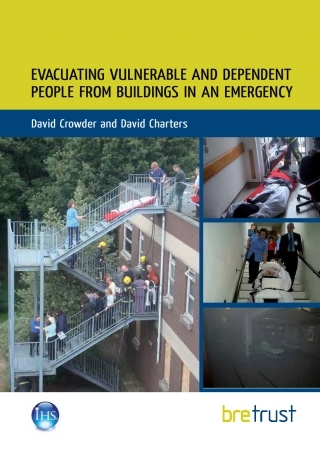 EVACUATING VULNERABLE AND DEPENDENT
PEOPLE FROM BUILDINGS IN AN EMERGENCY
David Crowder and David Charters
IHS
bretrust